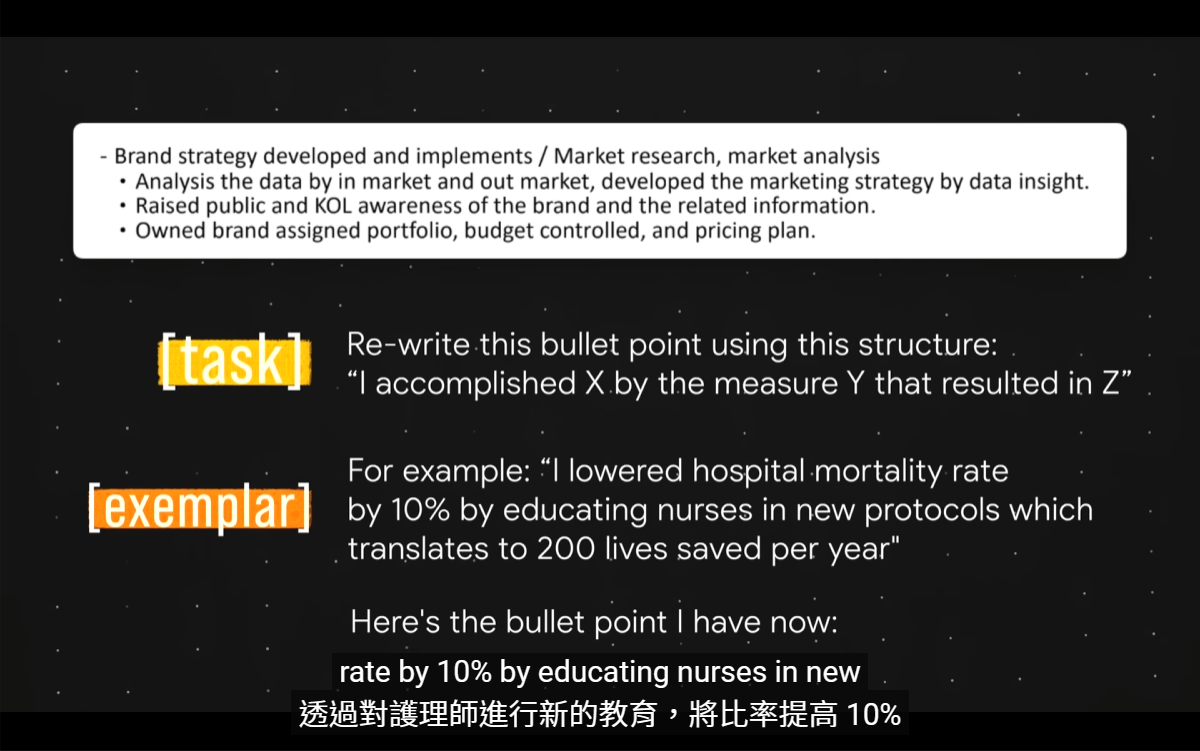 - Brand strategy developed and implements / Market research, market analysis
• Analysis the data by in market and out market, developed the marketing strategy by data insight.
• Raised public and KOL awareness of the brand and the related information.
• Owned brand assigned portfolio, budget controlled, and pricing plan.
[task]
Re-write this bullet point using this structure:
“I accomplished X by the measure Y that resulted in Z”
[exemplar]
For example: “I lowered hospital mortality rate
by 10% by educating nurses in new protocols which
translates to 200 lives saved per year"
Here's the bullet point I have now:
rate by 10% by educating nurses in new
透過對護理師進行新的教育，將比率提高 10%